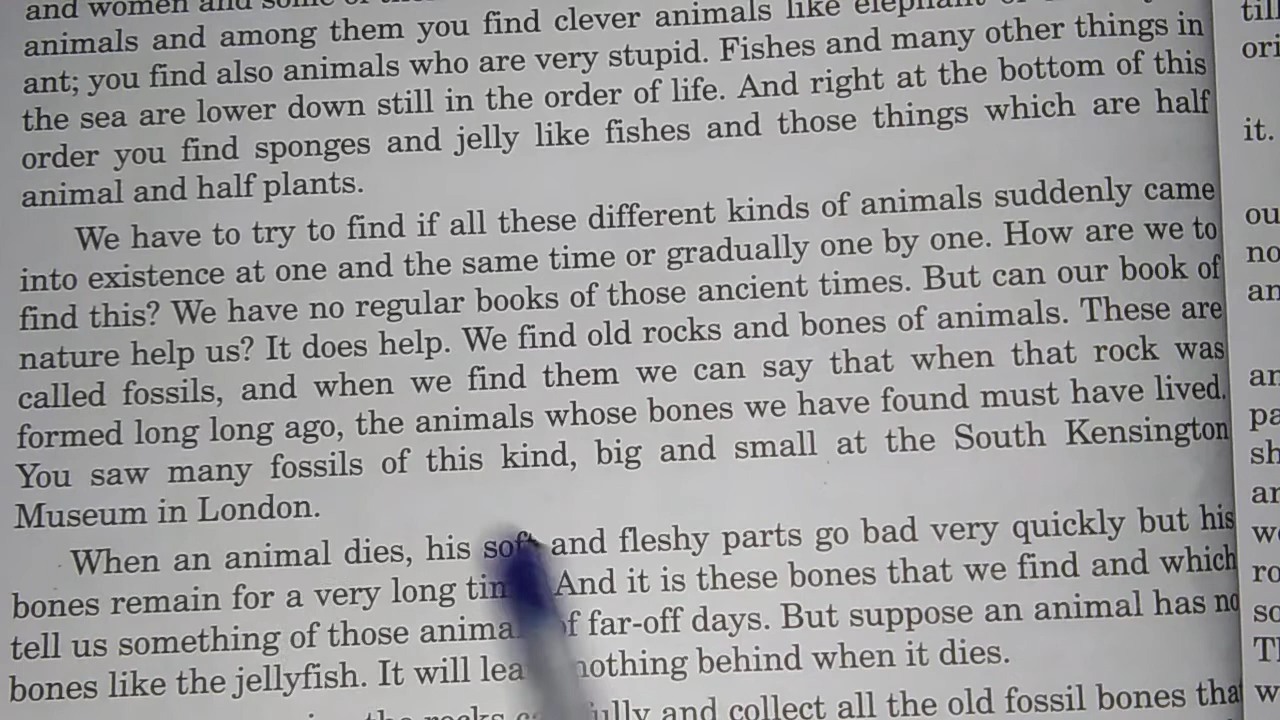 and women and some of
animals and among them you find clever animals like elephant or
ant; you find also animals who are very stupid. Fishes and many other things in
the sea are lower down still in the order of life. And right at the bottom of this
order you find sponges and jelly like fishes and those things which are half
animal and half plants.
We have to try to find if all these different kinds of animals suddenly came
into existence at one and the same time or gradually one by one. How are we to
find this? We have no regular books of those ancient times. But can our book of
nature help us? It does help. We find old rocks and bones of animals. These are
called fossils, and when we find them we can say that when that rock was
formed long long ago, the animals whose bones we have found must have lived.
You saw many fossils of this kind, big and small at the South Kensington
Museum in London.
When an animal dies, his soft and fleshy parts go bad very quickly but his
bones remain for a very long And it is these bones that we find and which
tell us something of those of far-off days. But suppose an animal has no
bones like the jellyfish. It will nothing behind when it dies.
the rocks and collect all the old fossil bones that
till
ori
it.
ou
no
an
an
pa
sh
an
we
ro
so
Th
w